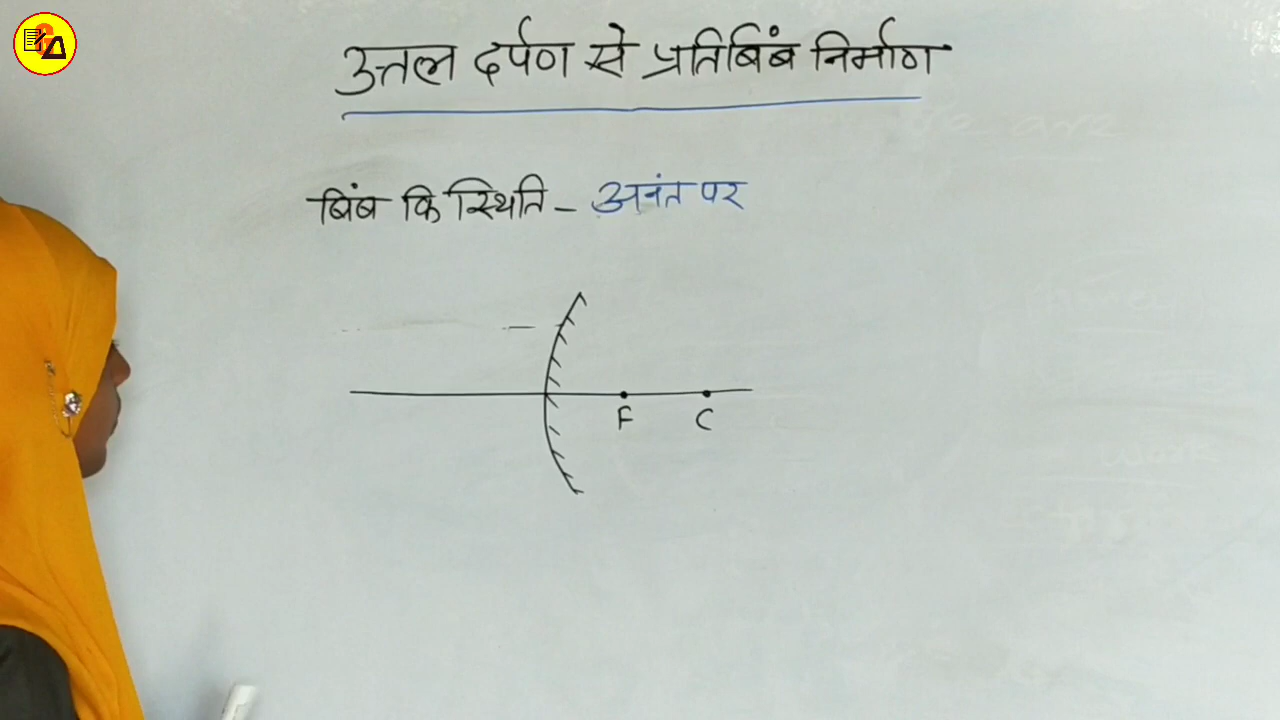 उत्तल दर्पण से प्रतिबिंब निर्माण
बिंब कि स्थिति - अनंत पर
F C